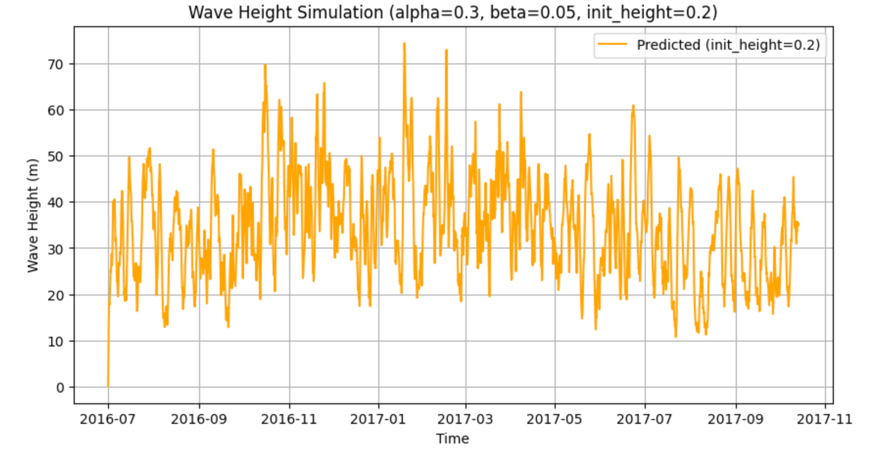 Wave Height Simulation (alpha=0.3, beta=0.05, init_height=0.2)
Predicted (init_height=0.2)
70
60
50
40
30
20
10
0
Wave Height (m)
2016-07 2016-09 2016-11 2017-01 2017-03 2017-05 2017-07 2017-09 2017-11
Time